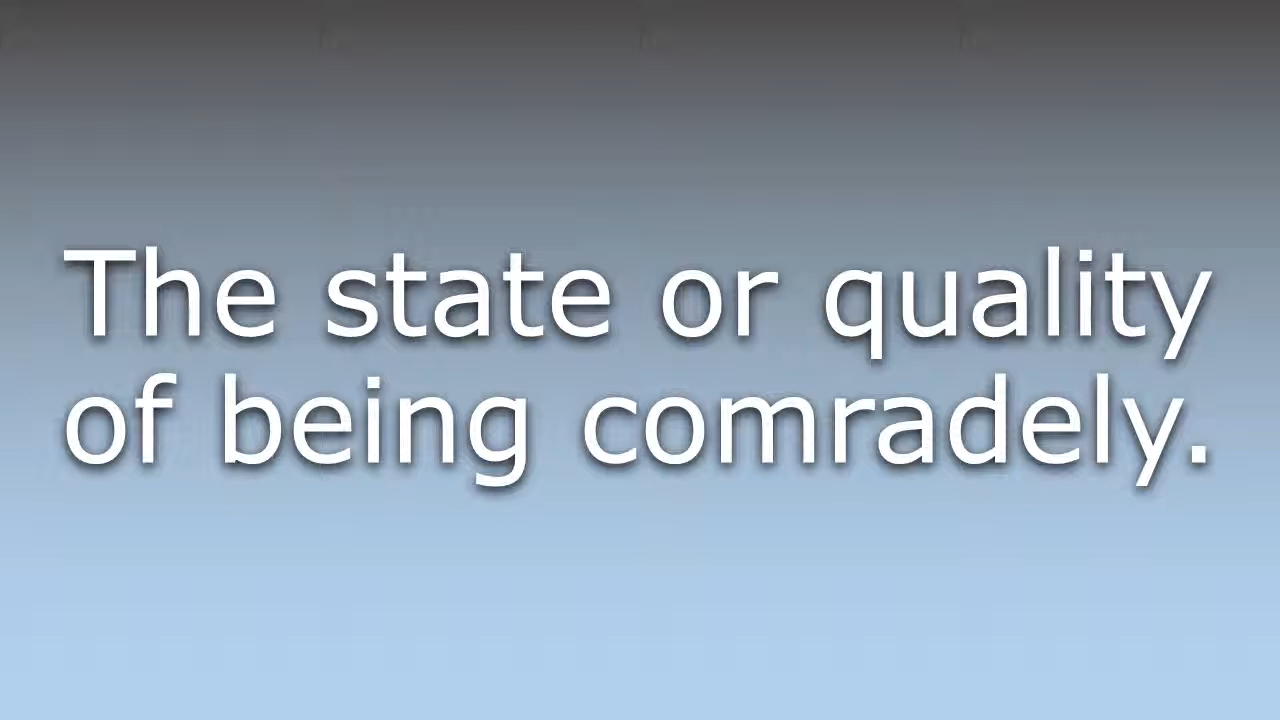 The state or quality
of being comradely.